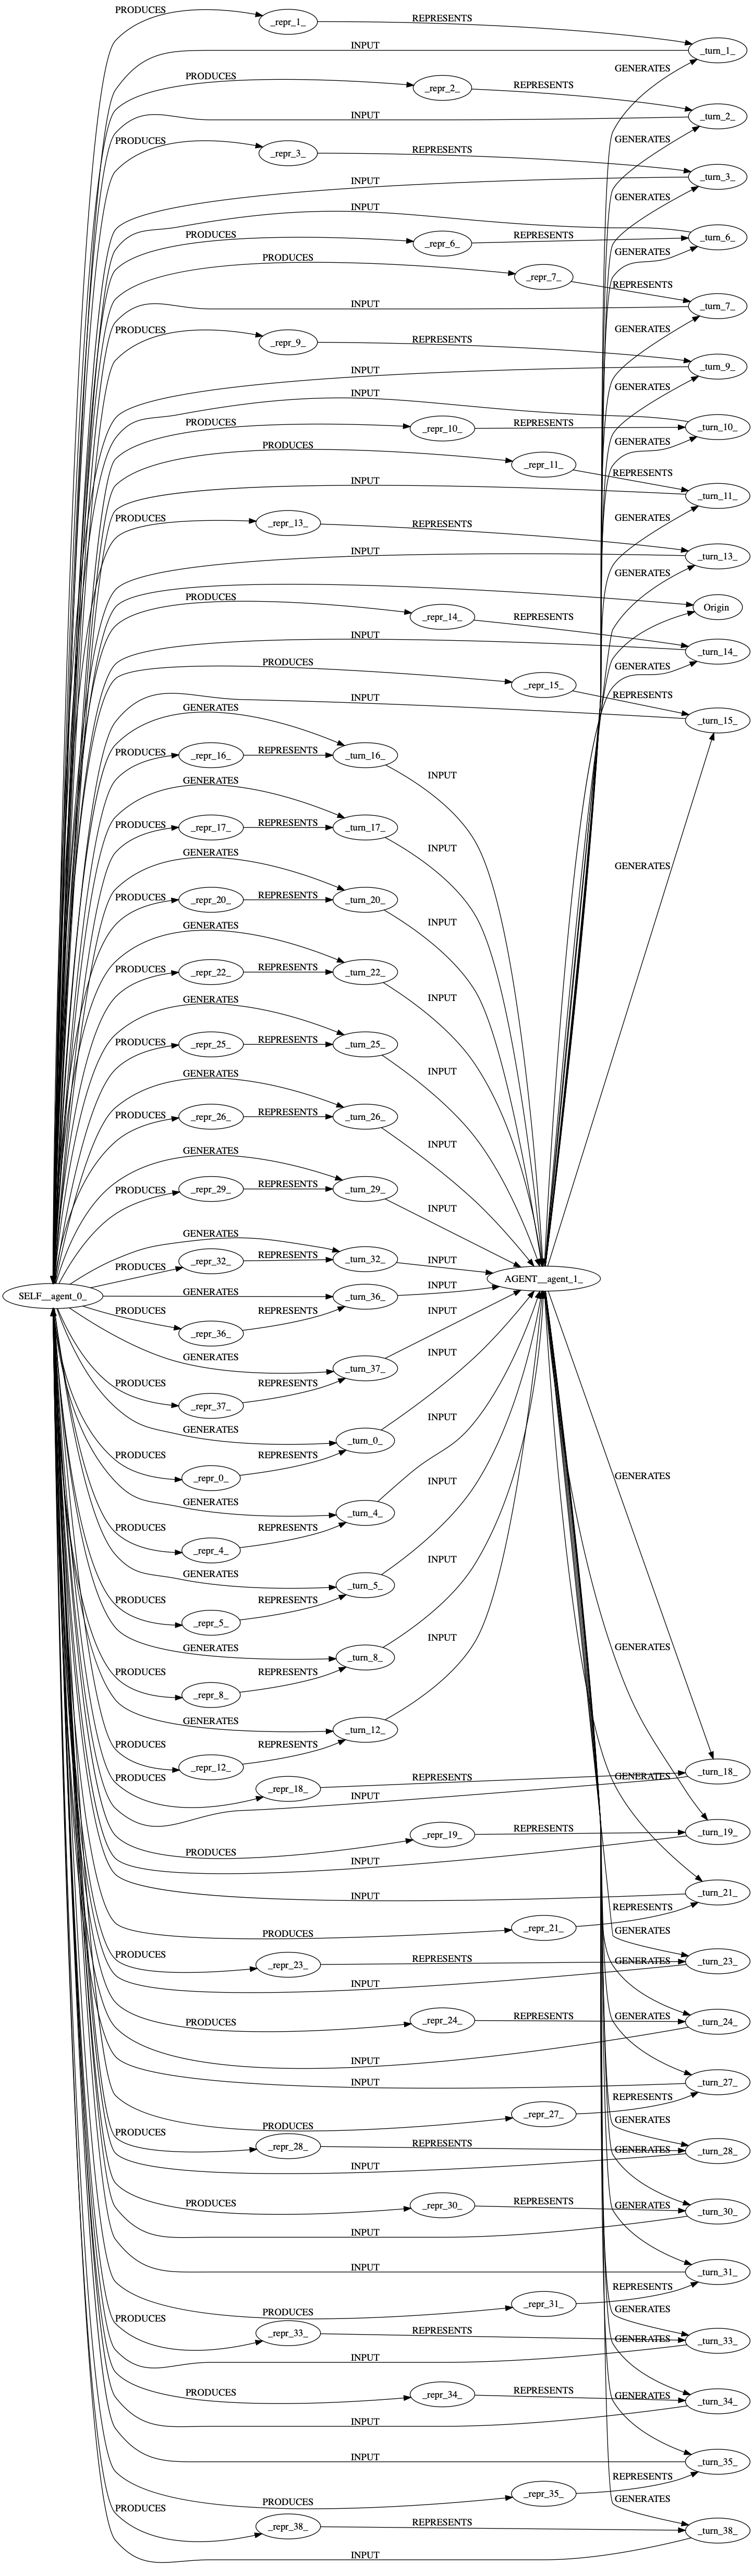 PRODUCES _repr_1_ REPRESENTS
INPUT _turn_1_
GENERATES
PRODUCES _repr_2_ REPRESENTS
INPUT _turn_2_
GENERATES
PRODUCES _repr_3_ REPRESENTS
INPUT _turn_3_
GENERATES
INPUT
PRODUCES _repr_6_ REPRESENTS _turn_6_
GENERATES
PRODUCES _repr_7_ REPRESENTS
INPUT _turn_7_
GENERATES
PRODUCES _repr_9_ REPRESENTS
INPUT _turn_9_
GENERATES
INPUT
PRODUCES _repr_10_ REPRESENTS _turn_10_
GENERATES
PRODUCES _repr_11_ REPRESENTS
INPUT _turn_11_
GENERATES
PRODUCES _repr_13_ REPRESENTS
INPUT _turn_13_
GENERATES
Origin
PRODUCES _repr_14_ REPRESENTS
INPUT _turn_14_
GENERATES
PRODUCES _repr_15_ REPRESENTS
INPUT _turn_15_
GENERATES
PRODUCES _repr_16_ REPRESENTS _turn_16_
INPUT
GENERATES
PRODUCES _repr_17_ REPRESENTS _turn_17_
INPUT
GENERATES
GENERATES
PRODUCES _repr_20_ REPRESENTS _turn_20_
INPUT
GENERATES
PRODUCES _repr_22_ REPRESENTS _turn_22_
INPUT
GENERATES
PRODUCES _repr_25_ REPRESENTS _turn_25_
INPUT
GENERATES
PRODUCES _repr_26_ REPRESENTS _turn_26_
INPUT
GENERATES
PRODUCES _repr_29_ REPRESENTS _turn_29_
INPUT
GENERATES
PRODUCES _repr_32_ REPRESENTS _turn_32_ INPUT
AGENT__agent_1_
SELF__agent_0_
GENERATES _turn_36_ INPUT
PRODUCES _repr_36_ REPRESENTS
INPUT
GENERATES _turn_37_
PRODUCES _repr_37_ REPRESENTS
INPUT
GENERATES _turn_0_
PRODUCES _repr_0_ REPRESENTS
GENERATES
INPUT
GENERATES _turn_4_
PRODUCES _repr_4_ REPRESENTS
INPUT
GENERATES _turn_5_
PRODUCES _repr_5_ REPRESENTS
INPUT
GENERATES _turn_8_
PRODUCES _repr_8_ REPRESENTS
INPUT
GENERATES
GENERATES _turn_12_
PRODUCES _repr_12_ REPRESENTS
PRODUCES _repr_18_ REPRESENTS GENERATES _turn_18_
INPUT
PRODUCES _repr_19_ REPRESENTS _turn_19_
INPUT
INPUT _turn_21_
PRODUCES _repr_21_ REPRESENTS
GENERATES
PRODUCES _repr_23_ REPRESENTS GENERATES _turn_23_
INPUT
PRODUCES _repr_24_ REPRESENTS GENERATES _turn_24_
INPUT
INPUT _turn_27_
PRODUCES _repr_27_ REPRESENTS
GENERATES
PRODUCES _repr_28_ REPRESENTS GENERATES _turn_28_
INPUT
PRODUCES _repr_30_ REPRESENTS GENERATES _turn_30_
INPUT
INPUT _turn_31_
PRODUCES _repr_31_ REPRESENTS
GENERATES
PRODUCES _repr_33_ REPRESENTS GENERATES _turn_33_
INPUT
PRODUCES _repr_34_ REPRESENTS GENERATES _turn_34_
INPUT
INPUT _turn_35_
PRODUCES _repr_35_ REPRESENTS
GENERATES
PRODUCES _repr_38_ REPRESENTS _turn_38_
INPUT